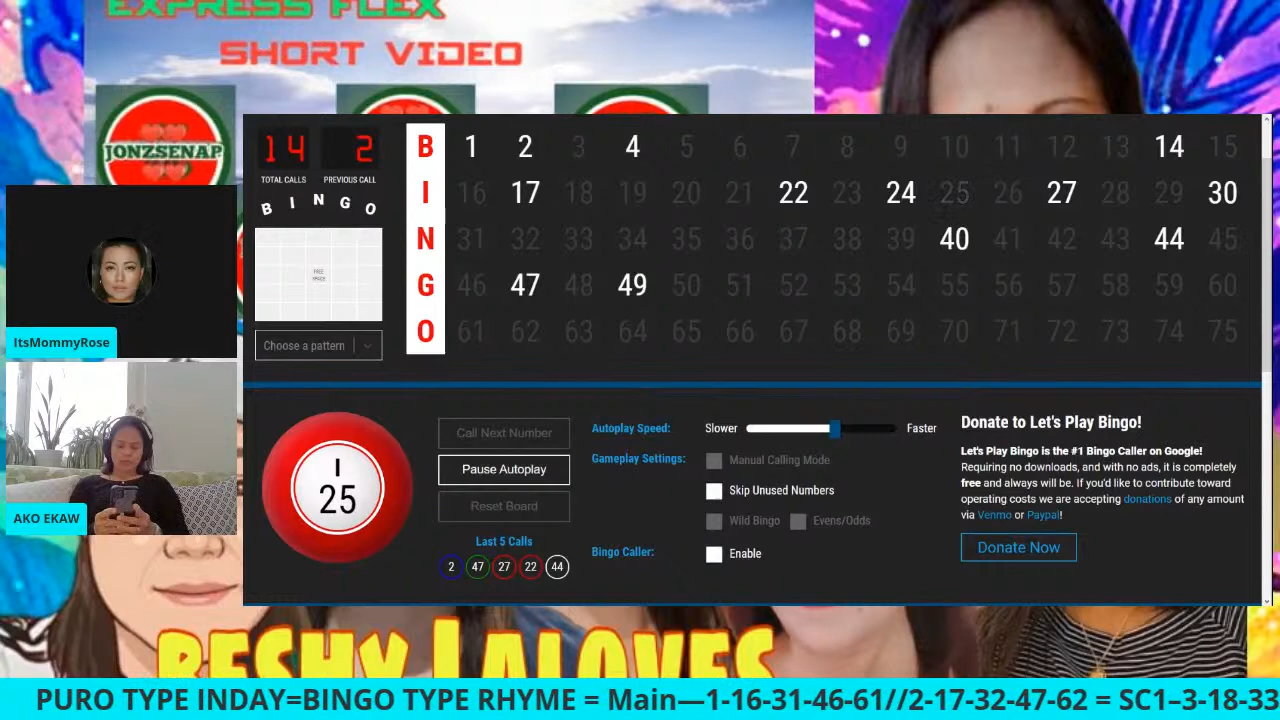 EXPRESS FLEX
SHORT VIDEO
JONZSENAP
14 2
TOTAL CALLS PREVIOUS CALL
B I N G O
FREE SPACE
Choose a pattern
B 1 2 3 4 5 6 7 8 9 10 11 12 13 14 15
I 16 17 18 19 20 21 22 23 24 25 26 27 28 29 30
N 31 32 33 34 35 36 37 38 39 40 41 42 43 44 45
G 46 47 48 49 50 51 52 53 54 55 56 57 58 59 60
O 61 62 63 64 65 66 67 68 69 70 71 72 73 74 75
ItsMommyRose
AKO EKAW
I
25
Call Next Number
Pause Autoplay
Reset Board
Last 5 Calls
2 47 27 22 44
Autoplay Speed: Slower Faster
Gameplay Settings: Manual Calling Mode
Skip Unused Numbers
Wild Bingo Evens/Odds
Bingo Caller: Enable
Donate to Let's Play Bingo!
Let's Play Bingo is the #1 Bingo Caller on Google!
Requiring no downloads, and with no ads, it is completely
free and always will be. If you'd like to contribute toward
operating costs we are accepting donations of any amount
via Venmo or Paypal!
Donate Now
BESHY LALOVES
PURO TYPE INDAY=BINGO TYPE RHYME = Main—1-16-31-46-61//2-17-32-47-62 = SC1–3-18-33